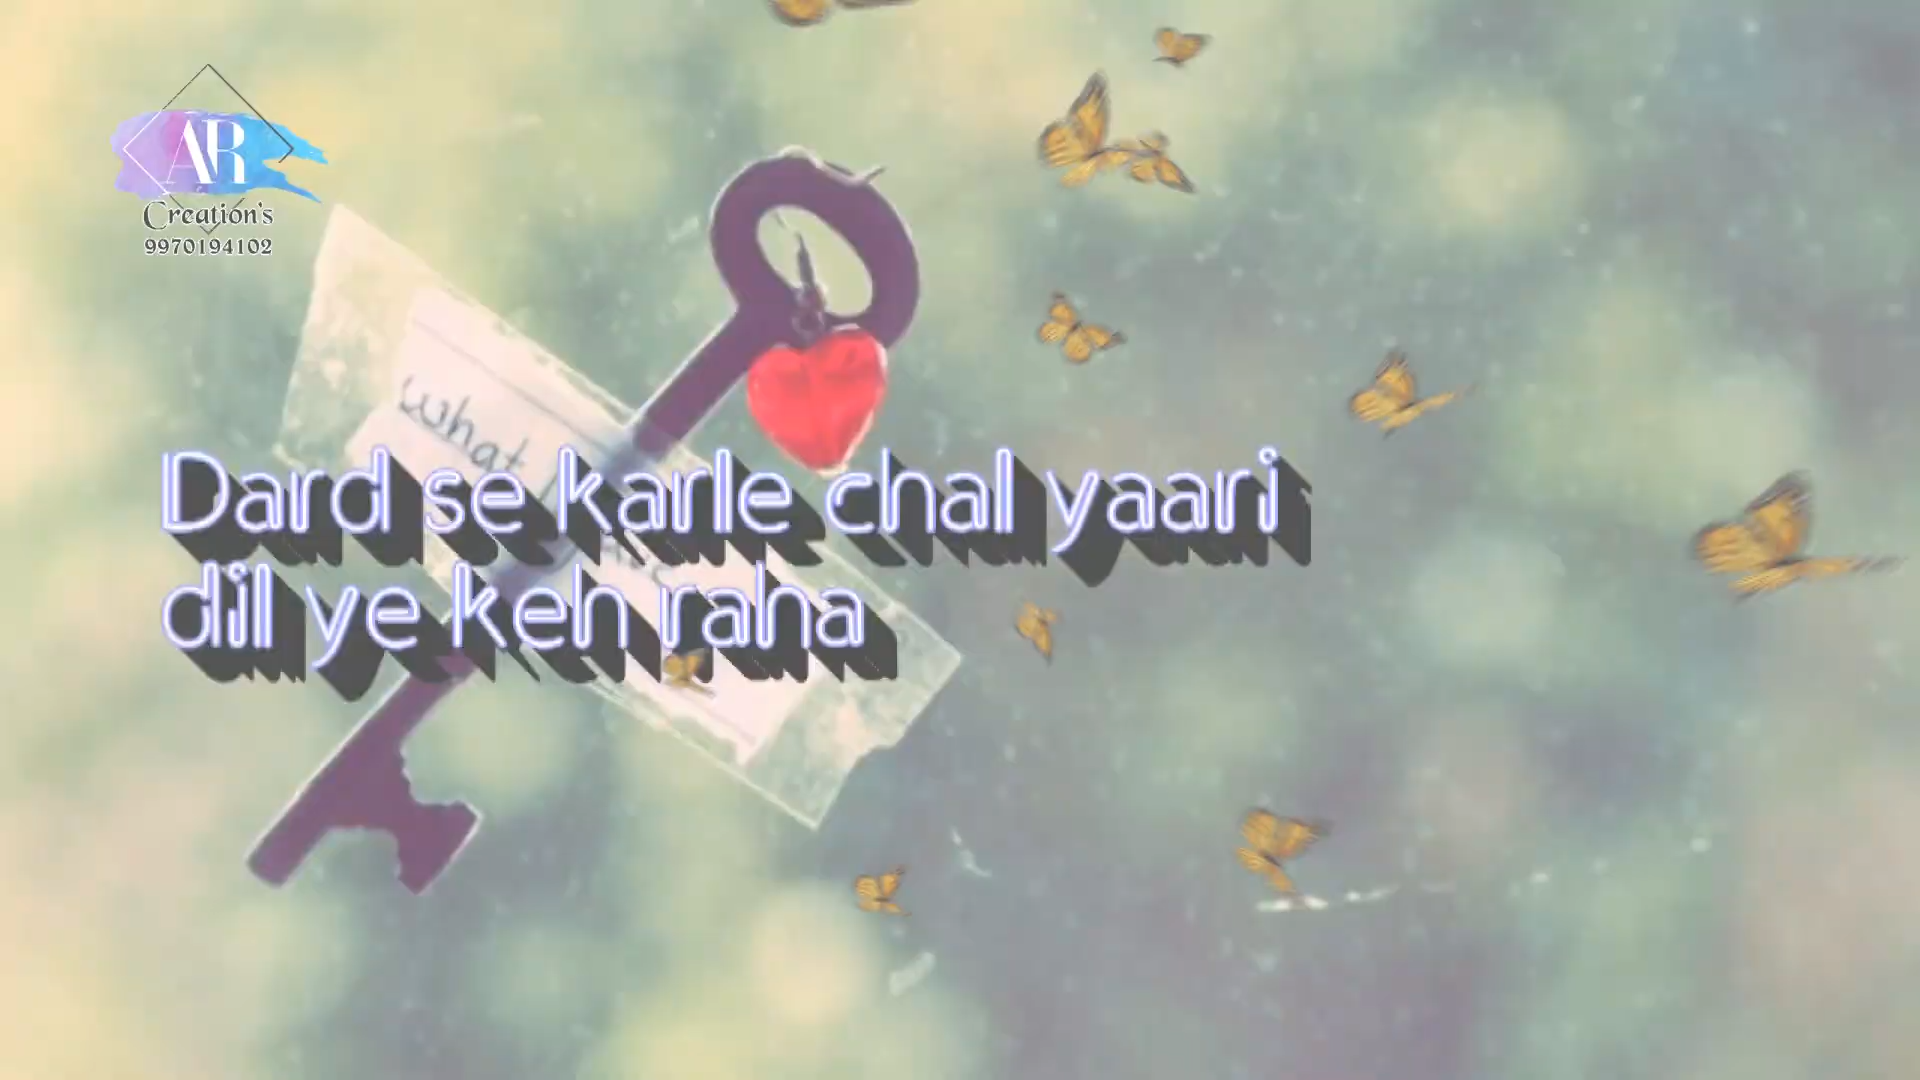 AR
Creation's
9970194102
what
Dard se karle chal yaari
dil ye keh raha